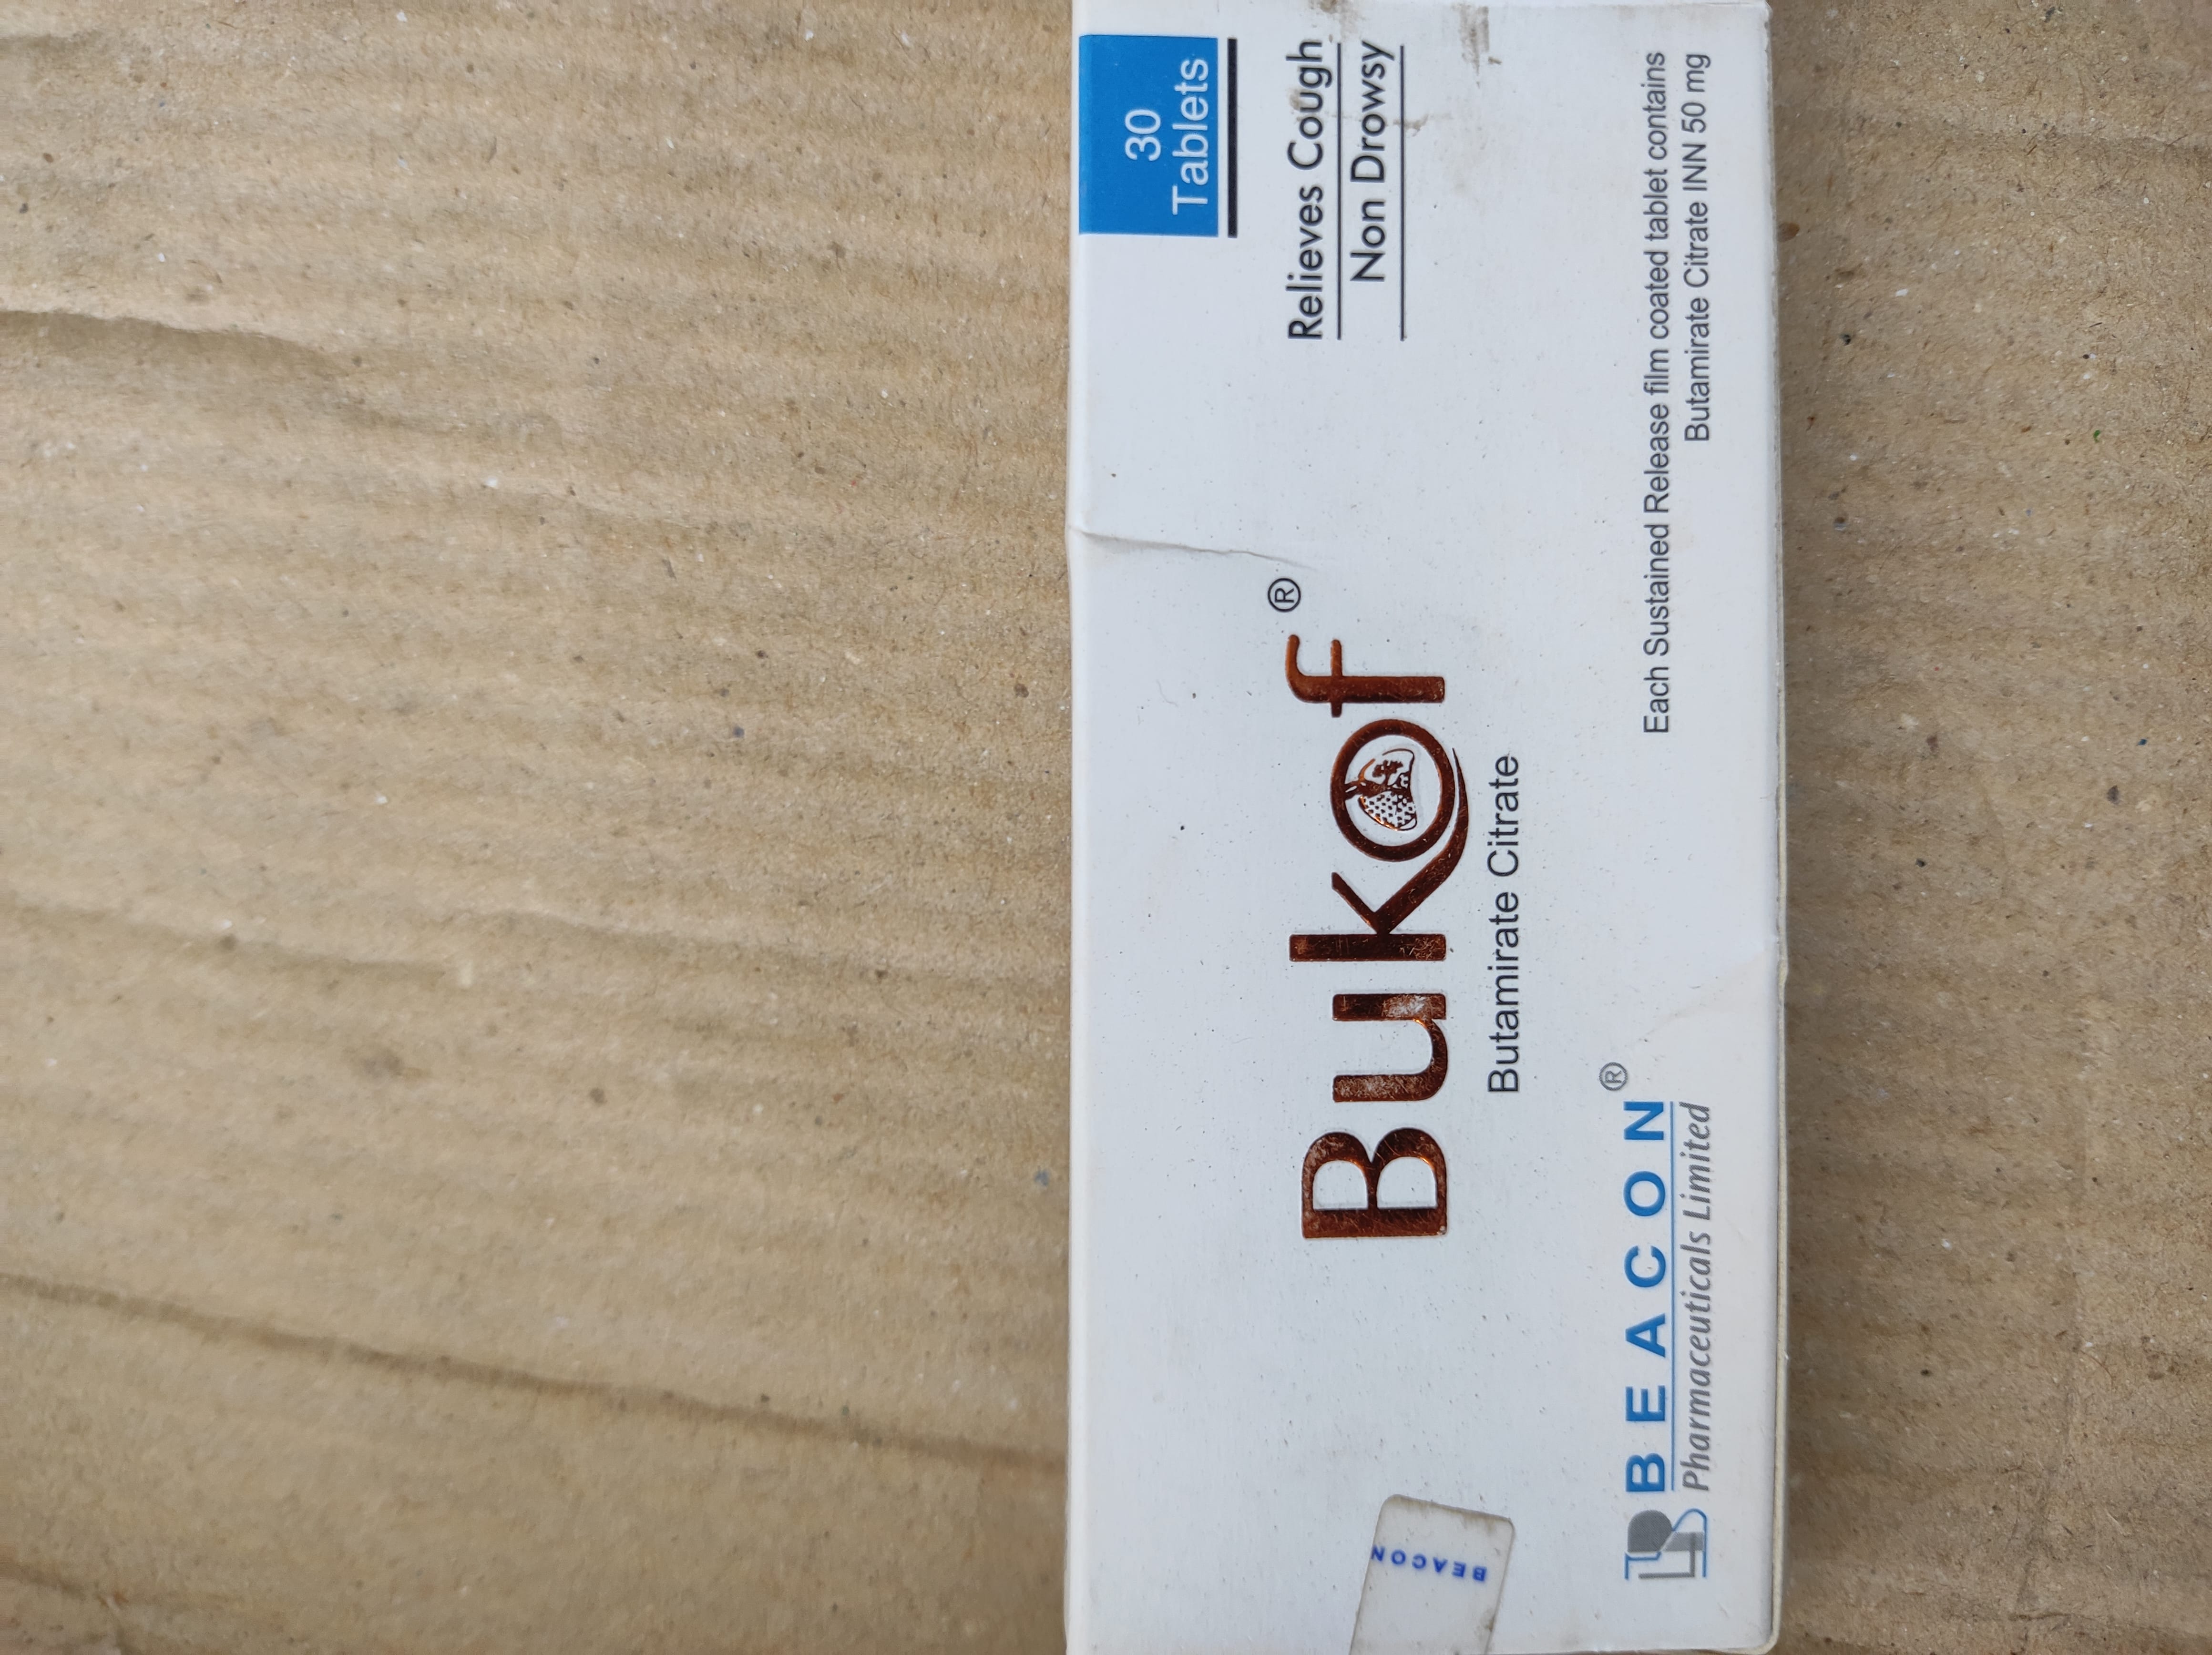 30
Tablets
Bukof®
Relieves Cough
Non Drowsy
BEACON
Butamirate Citrate
BEACON®
Pharmaceuticals Limited
Each Sustained Release film coated tablet contains
Butamirate Citrate INN 50 mg